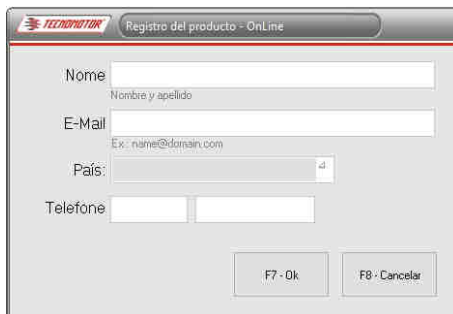 TECNOMOTOR Registro del producto - OnLine
Nome
Nombre y apellido
E-Mail
Ex.: name@domain.com
País:
Telefone
F7 - Ok F8 - Cancelar